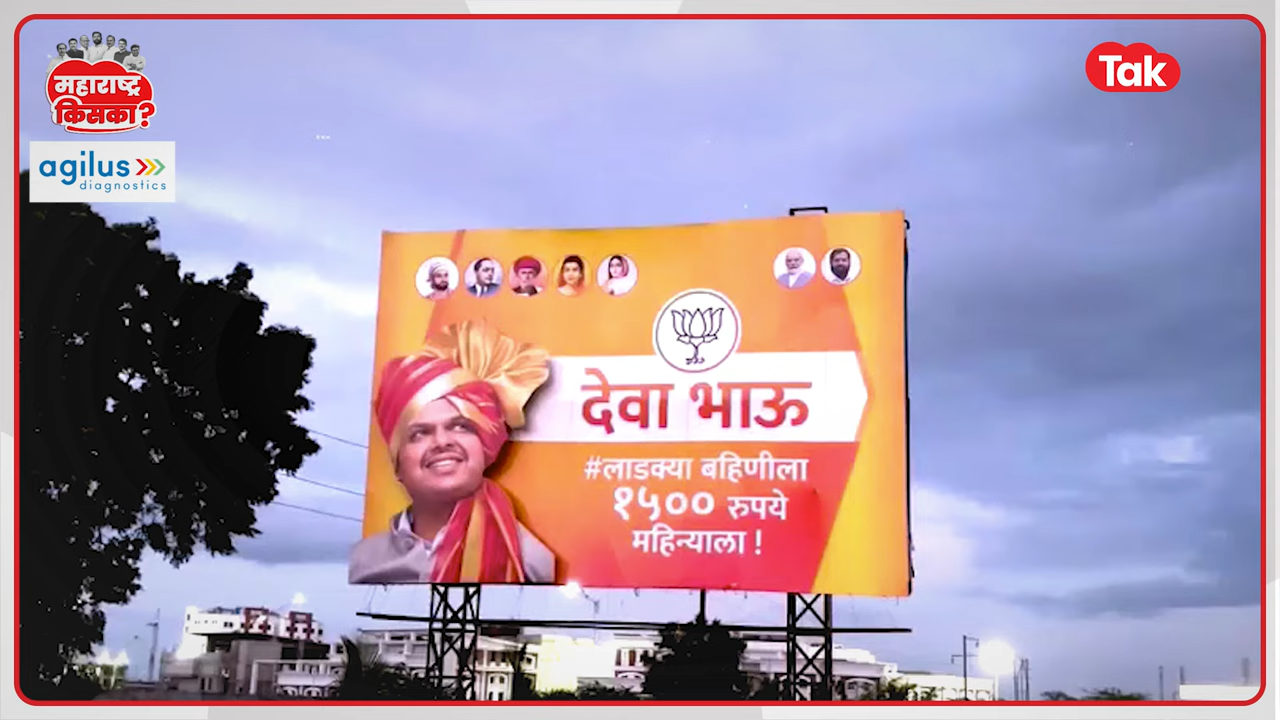 महाराष्ट्र
किसका?
Tak
agilus
diagnostics
देवा भाऊ
#लाडक्या बहिणीला
१५०० रुपये
महिन्याला !